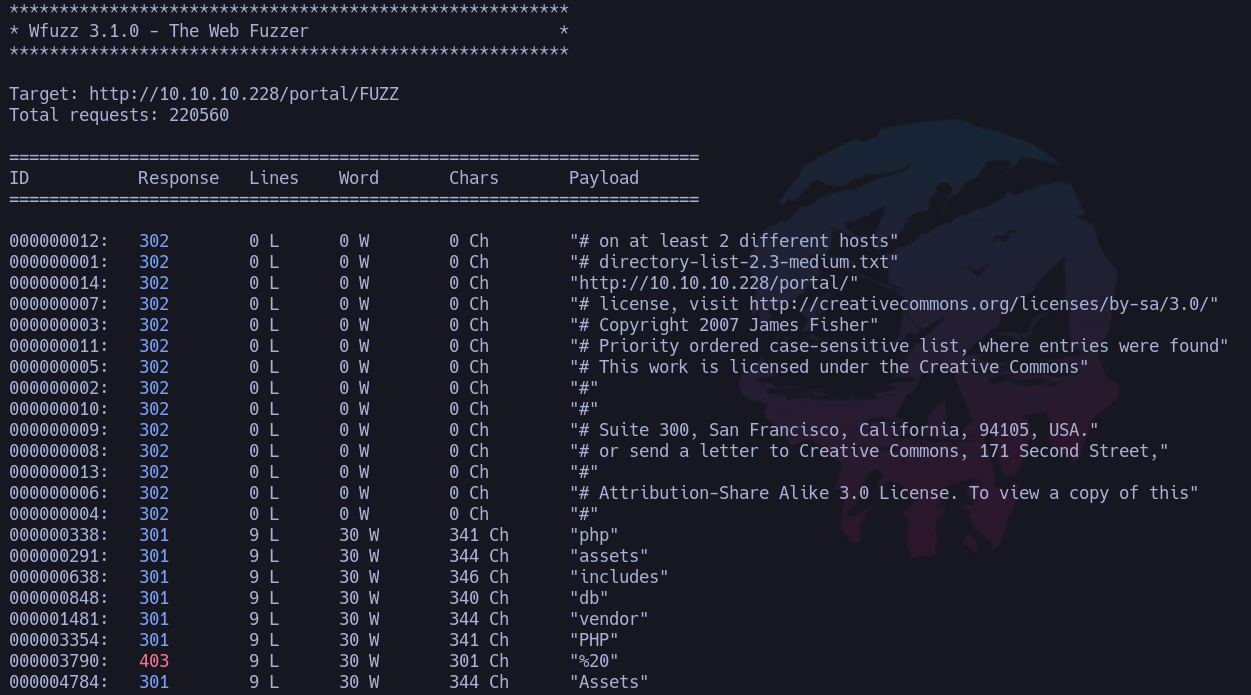 ********************************************************
* Wfuzz 3.1.0 - The Web Fuzzer                         *
********************************************************
Target: http://10.10.10.228/portal/FUZZ
Total requests: 220560
=====================================================================
ID           Response   Lines    Word       Chars       Payload
=====================================================================
000000012:   302        0 L      0 W        0 Ch        "# on at least 2 different hosts"
000000001:   302        0 L      0 W        0 Ch        "# directory-list-2.3-medium.txt"
000000014:   302        0 L      0 W        0 Ch        "http://10.10.10.228/portal/"
000000007:   302        0 L      0 W        0 Ch        "# license, visit http://creativecommons.org/licenses/by-sa/3.0/"
000000003:   302        0 L      0 W        0 Ch        "# Copyright 2007 James Fisher"
000000011:   302        0 L      0 W        0 Ch        "# Priority ordered case-sensitive list, where entries were found"
000000005:   302        0 L      0 W        0 Ch        "# This work is licensed under the Creative Commons"
000000002:   302        0 L      0 W        0 Ch        "#"
000000010:   302        0 L      0 W        0 Ch        "#"
000000009:   302        0 L      0 W        0 Ch        "# Suite 300, San Francisco, California, 94105, USA."
000000008:   302        0 L      0 W        0 Ch        "# or send a letter to Creative Commons, 171 Second Street,"
000000013:   302        0 L      0 W        0 Ch        "#"
000000006:   302        0 L      0 W        0 Ch        "# Attribution-Share Alike 3.0 License. To view a copy of this"
000000004:   302        0 L      0 W        0 Ch        "#"
000000338:   301        9 L      30 W       341 Ch      "php"
000000291:   301        9 L      30 W       344 Ch      "assets"
000000638:   301        9 L      30 W       346 Ch      "includes"
000000848:   301        9 L      30 W       340 Ch      "db"
000001481:   301        9 L      30 W       344 Ch      "vendor"
000003354:   301        9 L      30 W       341 Ch      "PHP"
000003790:   403        9 L      30 W       301 Ch      "%20"
000004784:   301        9 L      30 W       344 Ch      "Assets"